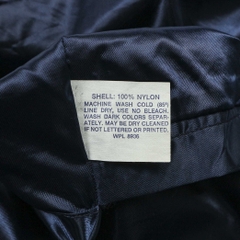 SHELL: 100% NYLON
MACHINE WASH COLD (85°)
LINE DRY, USE NO BLEACH.
WASH DARK COLORS SEPAR-
ATELY. MAY BE DRY CLEANED
IF NOT LETTERED OR PRINTED.
WPL 8936